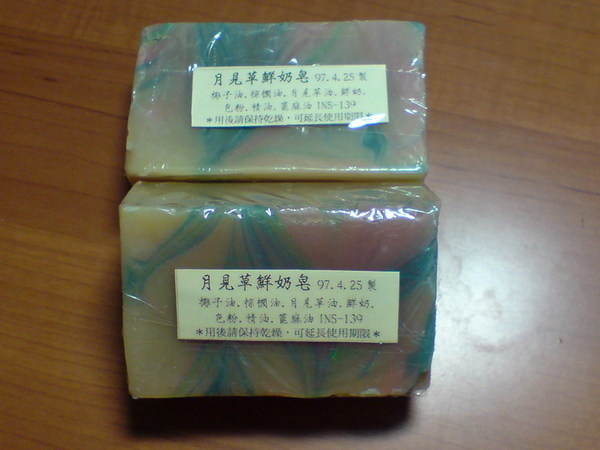 月見草鮮奶皂 97.4.25 製
椰子油、棕櫚油、月見草油、鮮奶、
色粉、精油、蓖麻油 INS-139
＊用後請保持乾燥，可延長使用期限＊
月見草鮮奶皂 97.4.25 製
椰子油、棕櫚油、月見草油、鮮奶、
色粉、精油、蓖麻油 INS-139
＊用後請保持乾燥，可延長使用期限＊